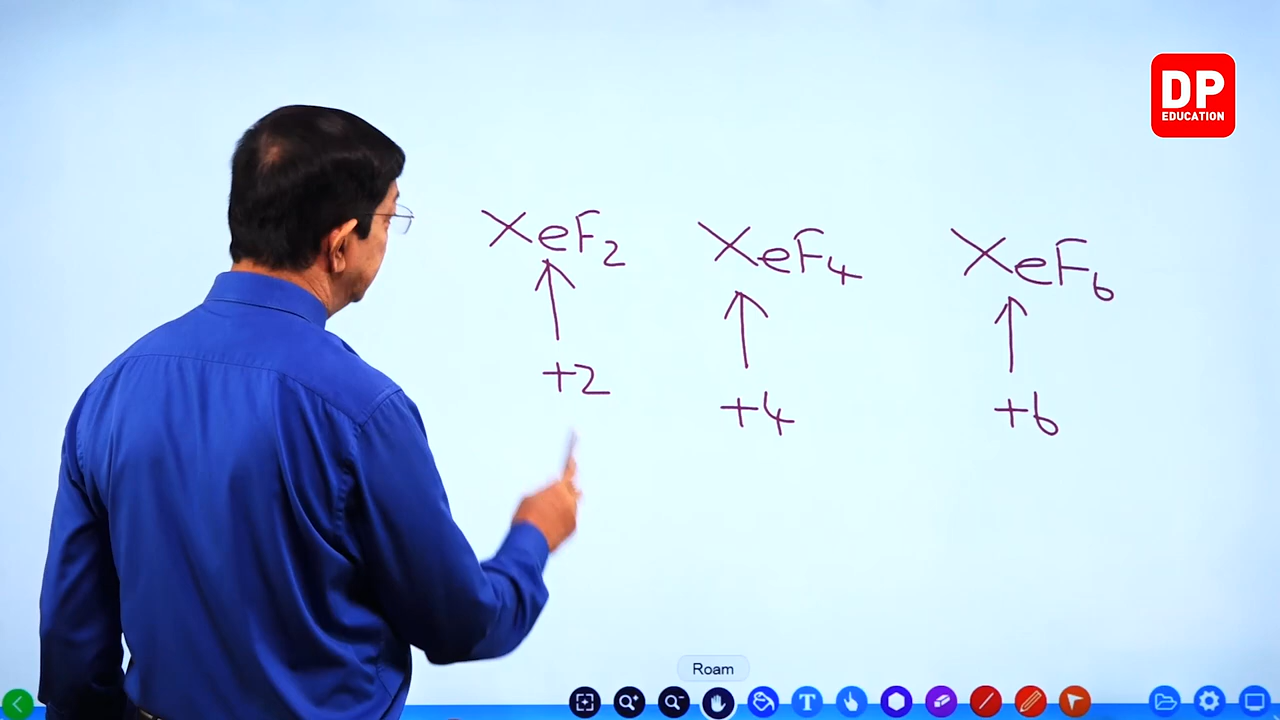 DP
EDUCATION
XeF₂ XeF₄ XeF₆
+2 +4 +6
Roam
T